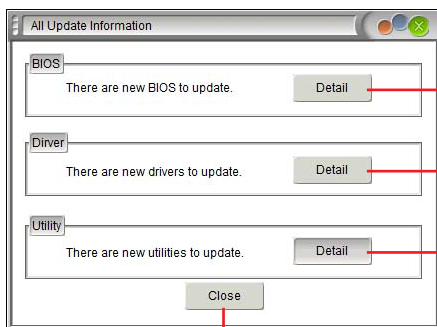 All Update Information
BIOS
There are new BIOS to update.
Detail
Dirver
There are new drivers to update.
Detail
Utility
There are new utilities to update.
Detail
Close